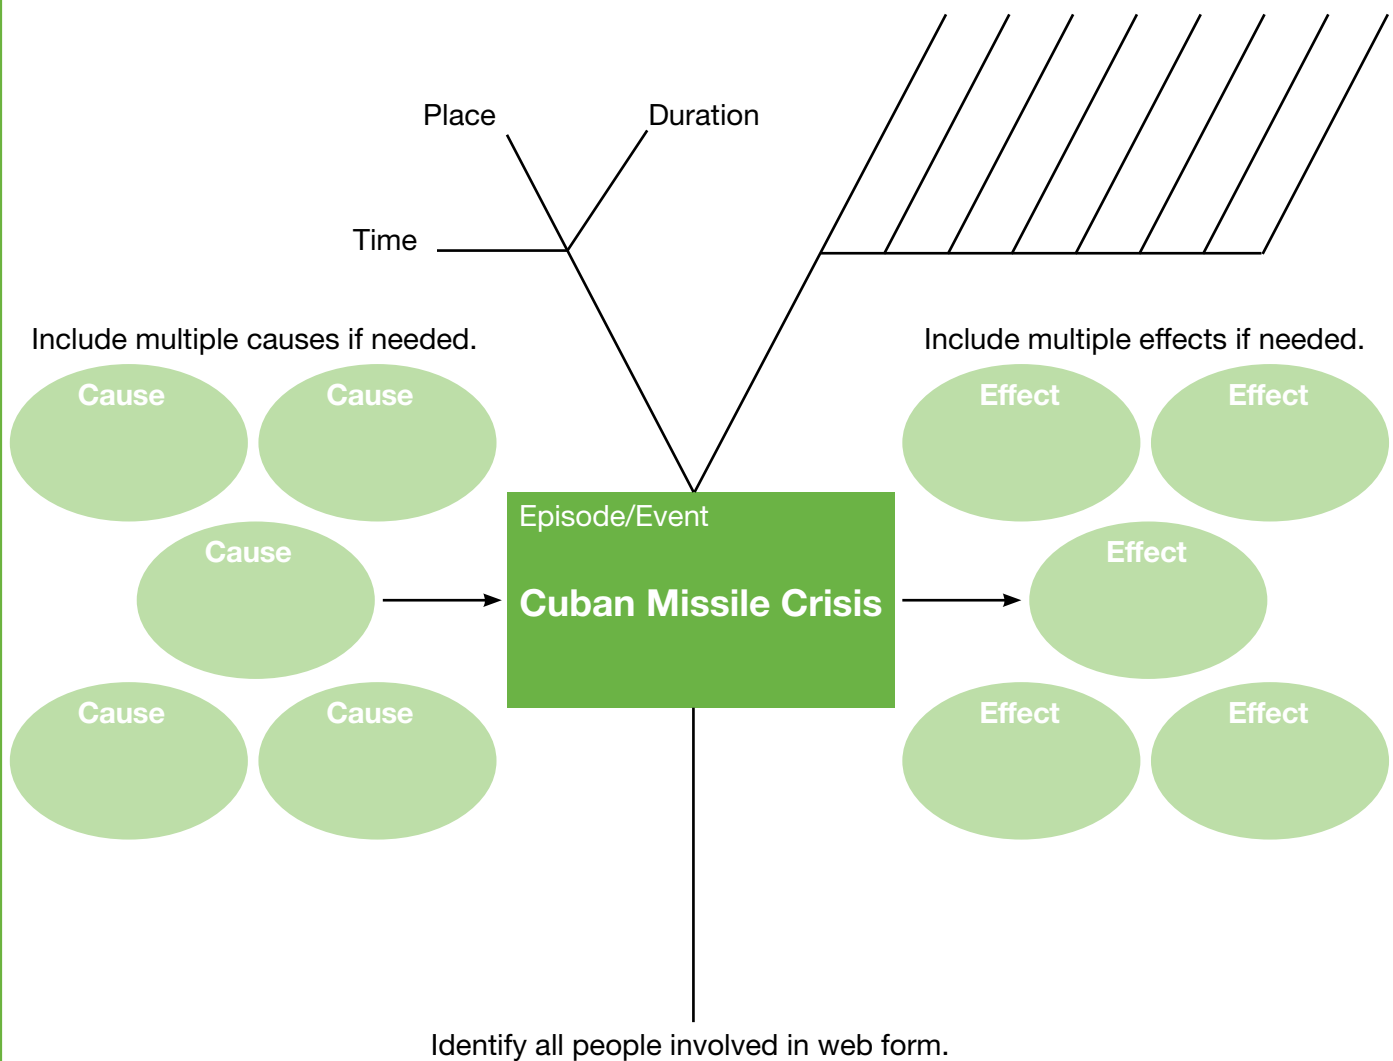 Place
Duration
Time
Include multiple causes if needed.
Include multiple effects if needed.
Cause
Cause
Effect
Effect
Episode/Event
Cause
Effect
Cuban Missile Crisis
Cause
Cause
Effect
Effect
Identify all people involved in web form.